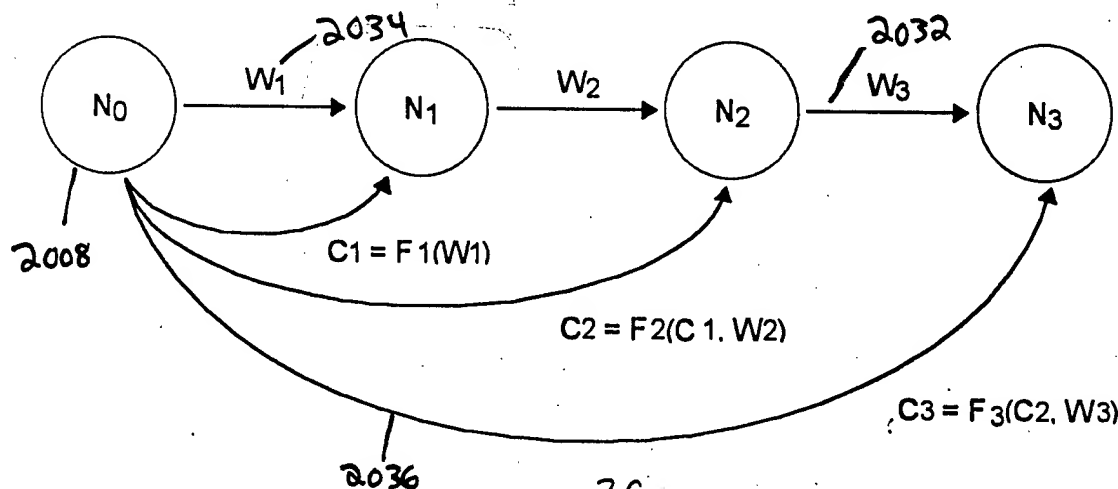 2034
2032
W1
W2
W3
N0
N1
N2
N3
2008
C1 = F1(W1)
C2 = F2(C1, W2)
C3 = F3(C2, W3)
2036